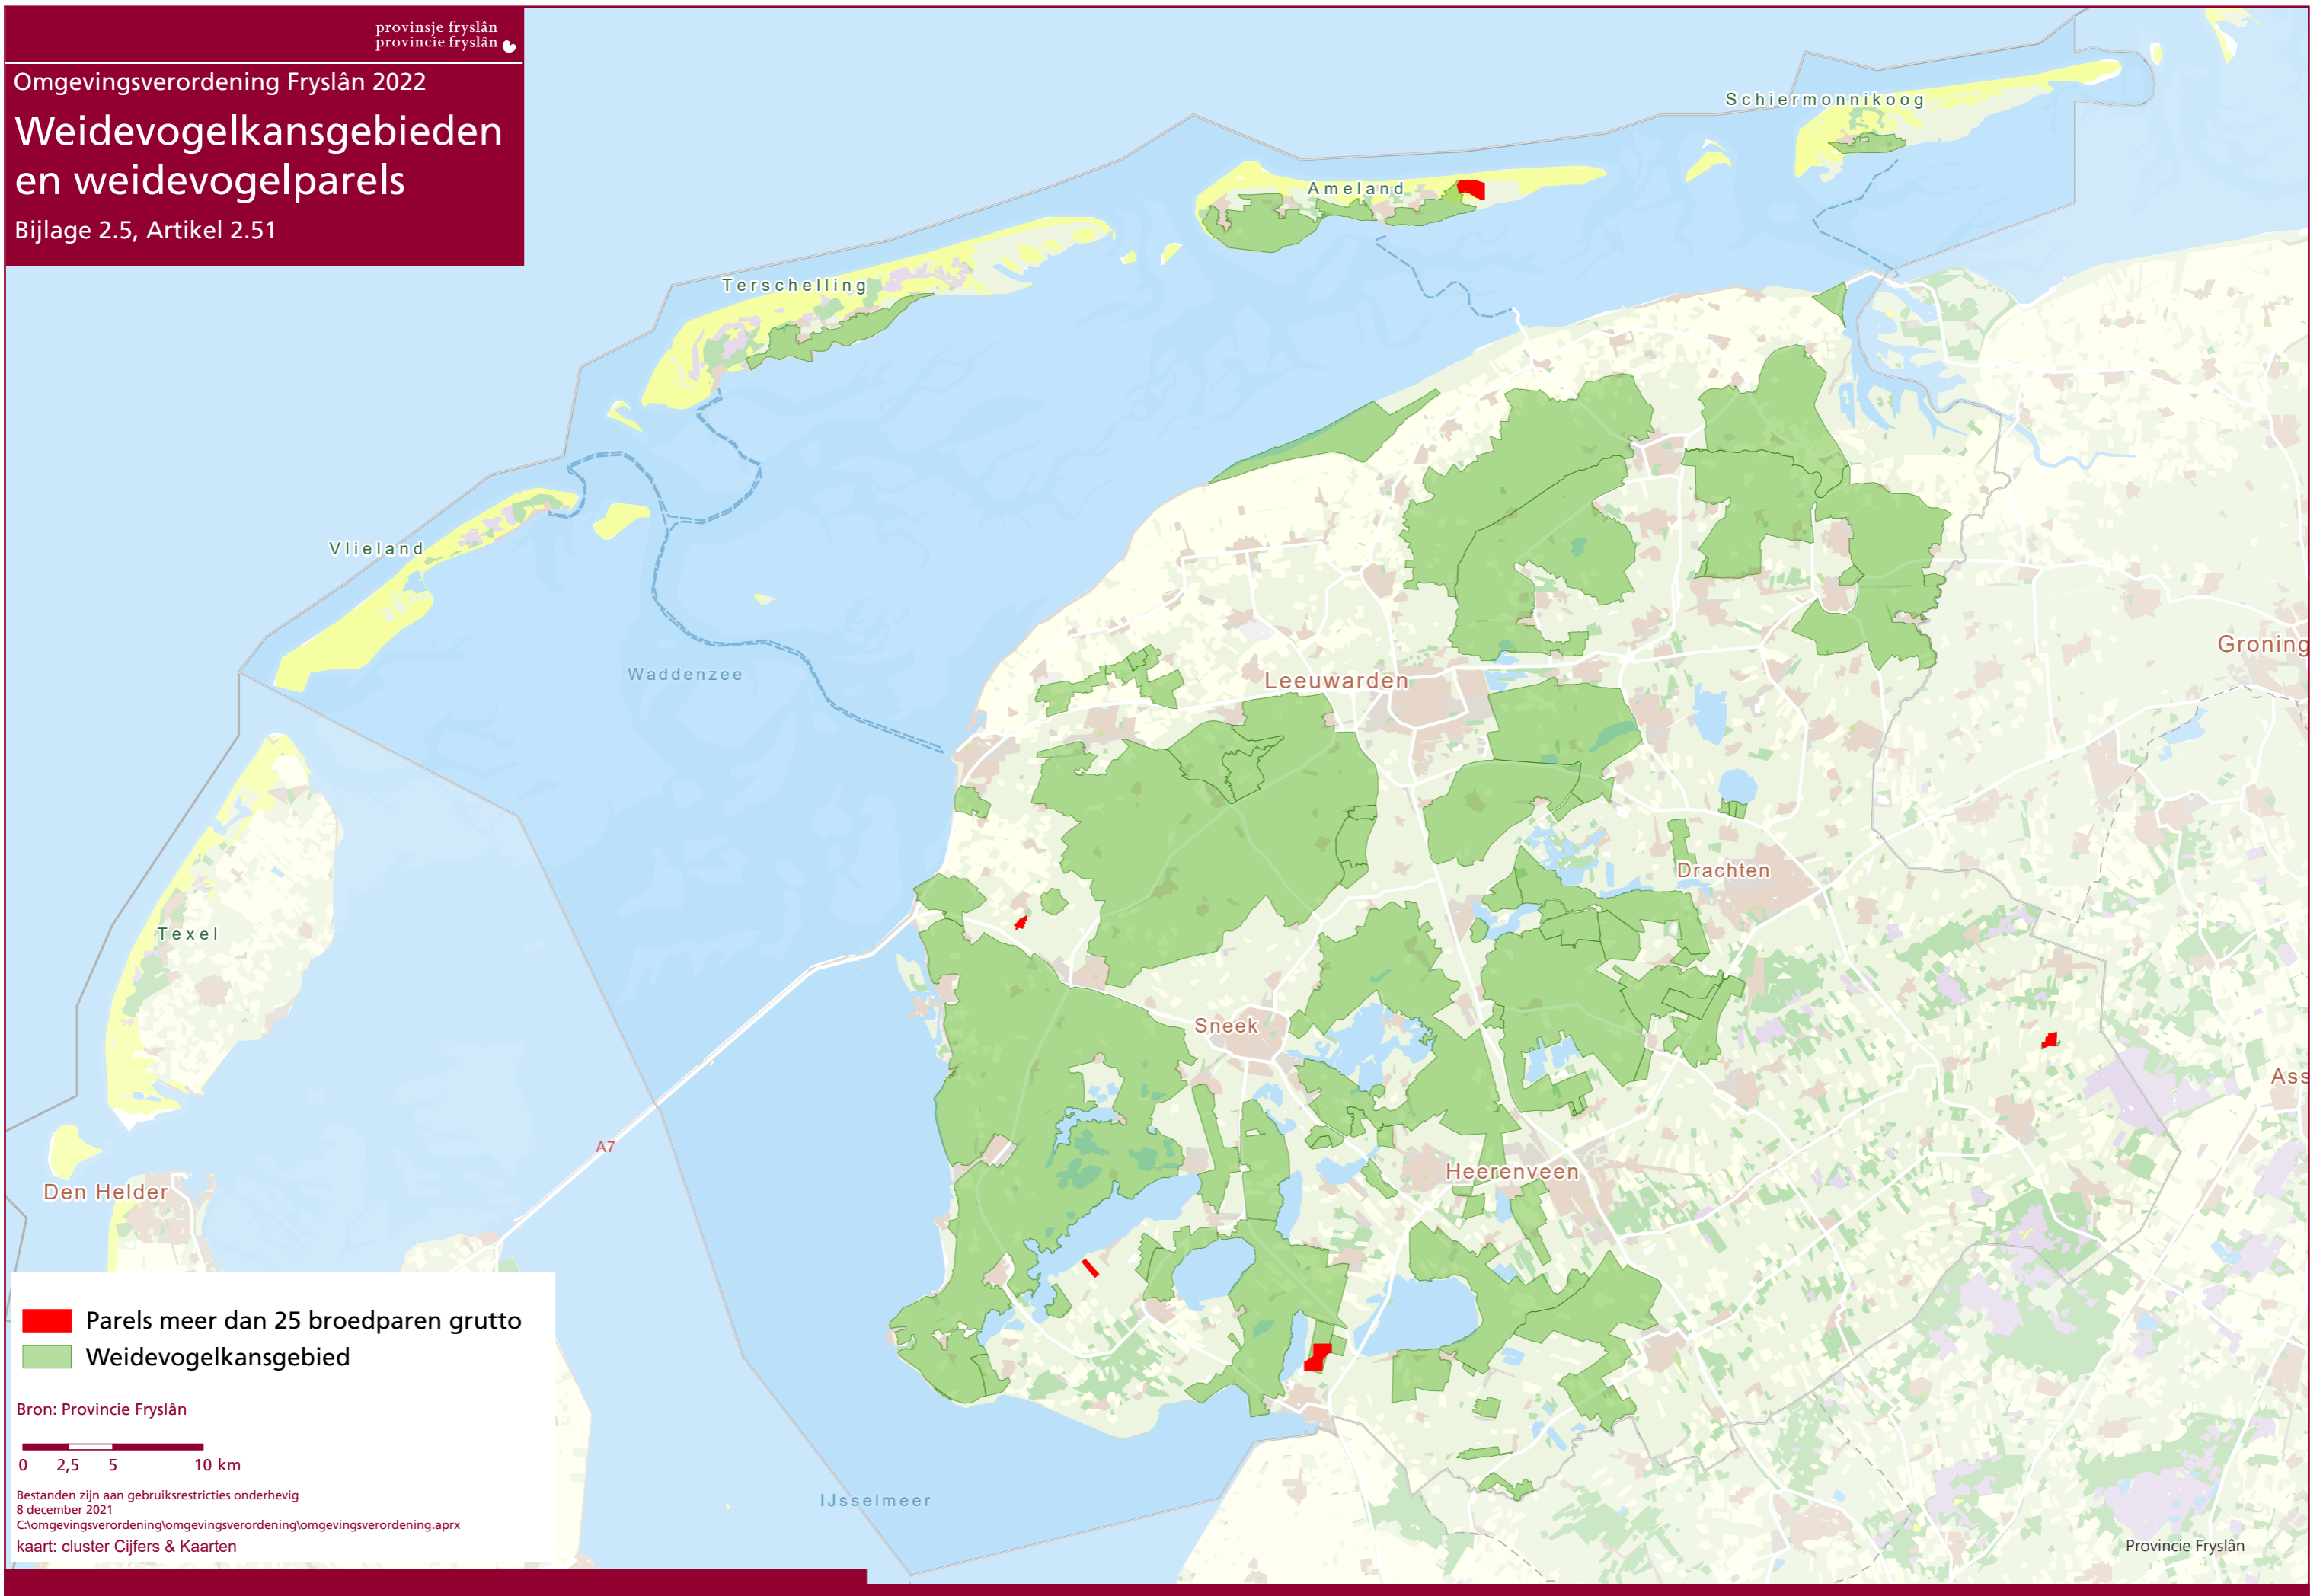 provinsje fryslân
provincie fryslân
Omgevingsverordening Fryslân 2022
Weidevogelkansgebieden
en weidevogelparels
Bijlage 2.5, Artikel 2.51
Schiermonnikoog
Ameland
Terschelling
Vlieland
Waddenzee
Groning
Leeuwarden
Drachten
Texel
Sneek
Ass
A7
Heerenveen
Den Helder
Parels meer dan 25 broedparen grutto
Weidevogelkansgebied
Bron: Provincie Fryslân
0 2,5 5 10 km
Bestanden zijn aan gebruiksrestricties onderhevig
8 december 2021
C:\omgevingsverordening\omgevingsverordening\omgevingsverordening.aprx
kaart: cluster Cijfers & Kaarten
IJsselmeer
Provincie Fryslân